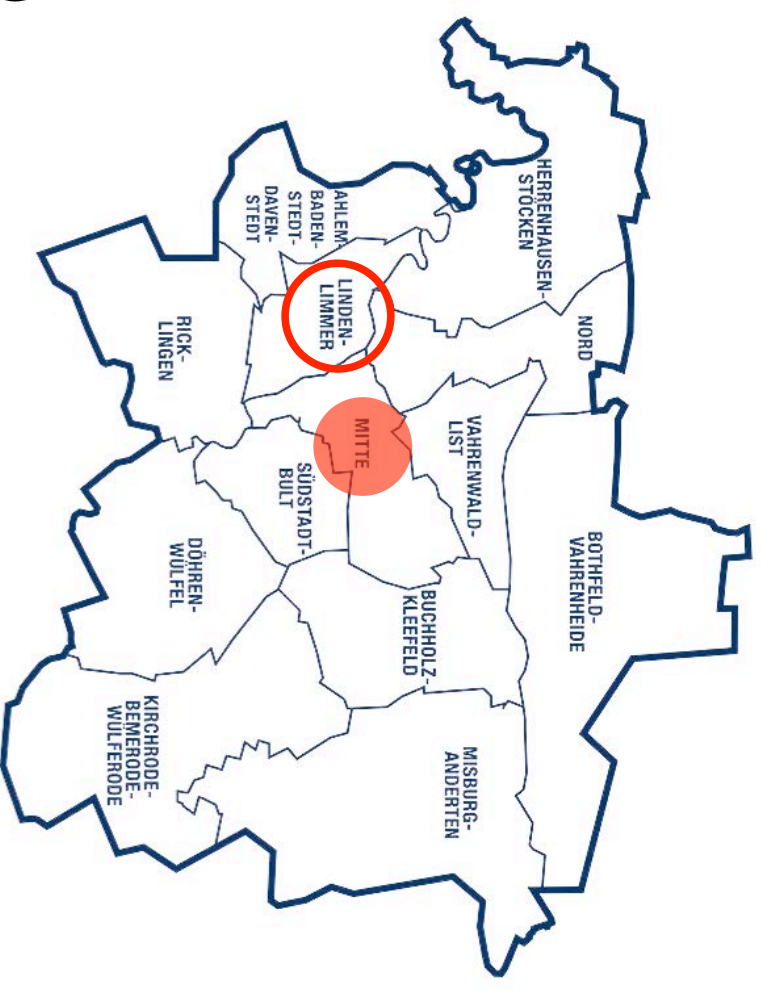 HERRENHAUSEN-
STÖCKEN
NORD
BOTHFELD-
VAHRENHEIDE
VAHRENWALD-
LIST
AHLEM
BADEN-
STEDT-
DAVEN-
STEDT
LINDEN-
LIMMER
MITTE
BUCHHOLZ-
KLEEFELD
MISBURG-
ANDERTEN
SÜDSTADT-
BULT
RICK-
LINGEN
DÖHREN-
WÜLFEL
KIRCHRODE-
BEMERODE-
WÜLFERODE